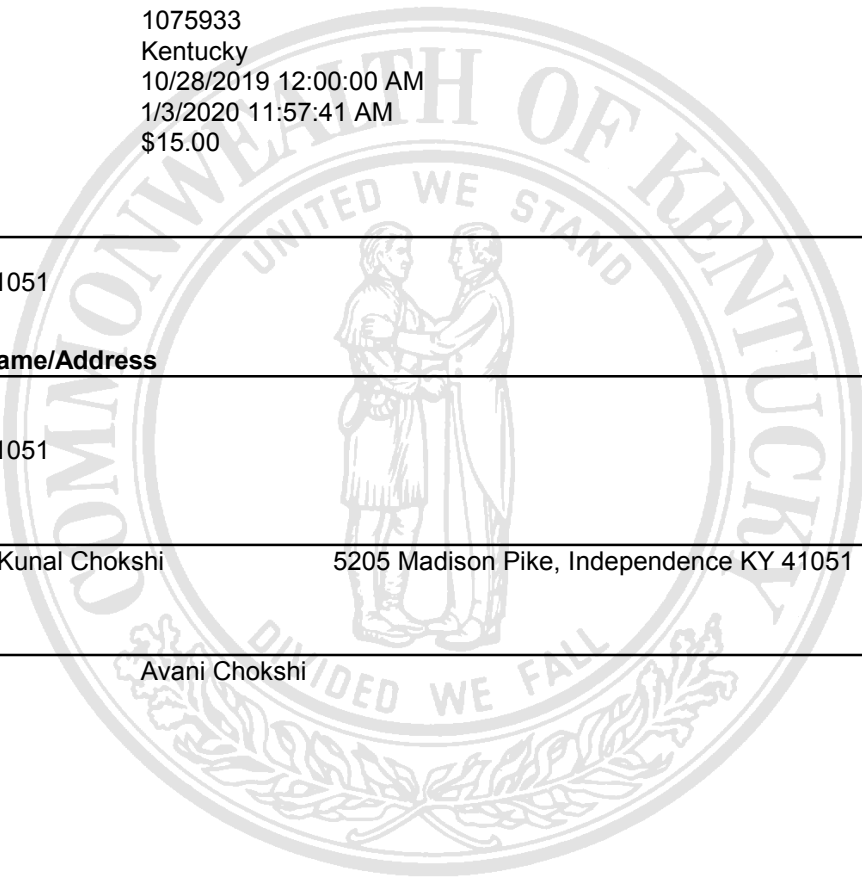 1075933
Kentucky
10/28/2019 12:00:00 AM
1/3/2020 11:57:41 AM
$15.00
COMMONWEALTH OF KENTUCKY
UNITED WE STAND
1051
ame/Address
1051
Kunal Chokshi 5205 Madison Pike, Independence KY 41051
Avani Chokshi
DIVIDED WE FALL